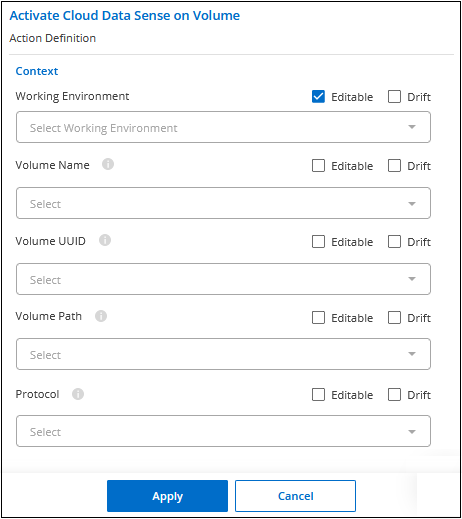 Activate Cloud Data Sense on Volume
Action Definition
Context
Working Environment Editable Drift
Select Working Environment
Volume Name Editable Drift
Select
Volume UUID Editable Drift
Select
Volume Path Editable Drift
Select
Protocol Editable Drift
Select
Apply Cancel